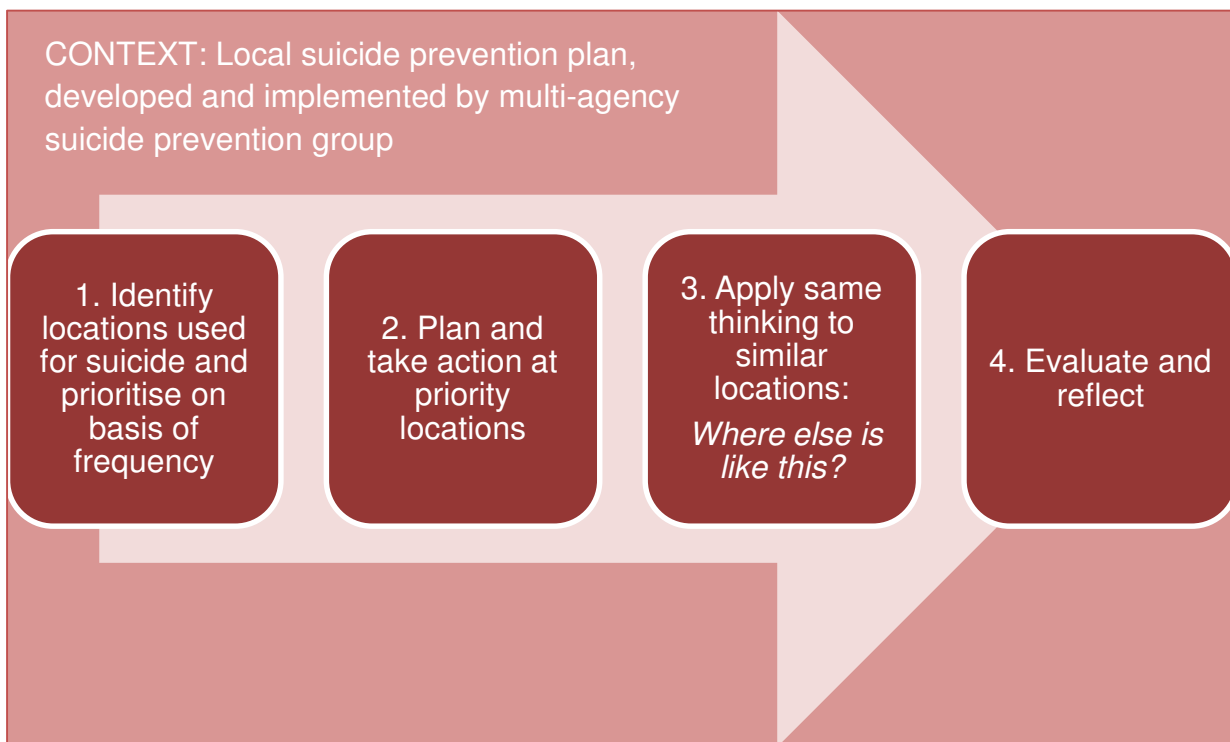 CONTEXT: Local suicide prevention plan,
developed and implemented by multi-agency
suicide prevention group
1. Identify
locations used
for suicide and
prioritise on
basis of
frequency
2. Plan and
take action at
priority
locations
3. Apply same
thinking to
similar
locations:
Where else is
like this?
4. Evaluate and
reflect